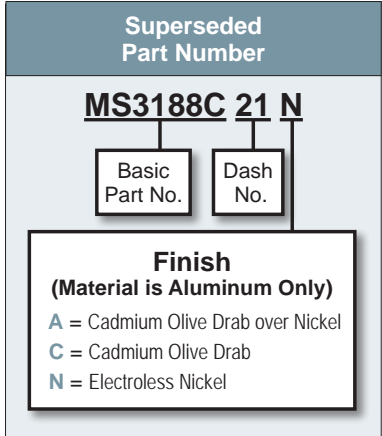 Superseded
Part Number
MS3188C 21 N
Basic
Part No.
Dash
No.
Finish
(Material is Aluminum Only)
A = Cadmium Olive Drab over Nickel
C = Cadmium Olive Drab
N = Electroless Nickel